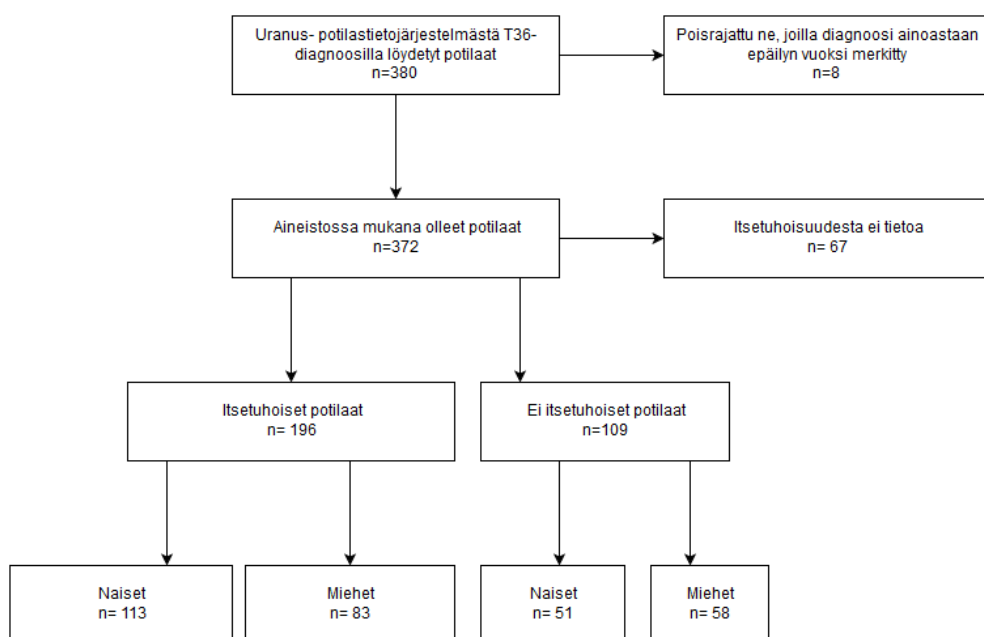 Uranus- potilastietojärjestelmästä T36-
diagnoosilla löydetyt potilaat
n=380
Poisrajattu ne, joilla diagnoosi ainoastaan
epäilyn vuoksi merkitty
n=8
Aineistossa mukana olleet potilaat
n=372
Itsetuhoisuudesta ei tietoa
n= 67
Itsetuhoiset potilaat
n= 196
Ei itsetuhoiset potilaat
n=109
Naiset
n= 113
Miehet
n= 83
Naiset
n= 51
Miehet
n= 58